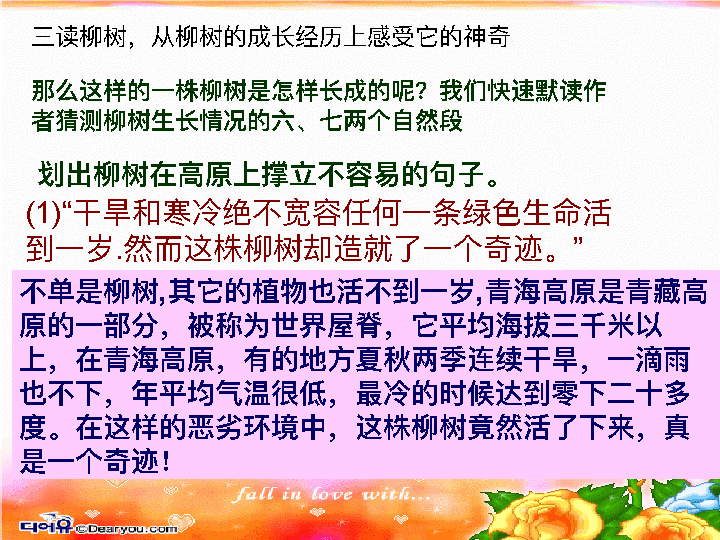 三读柳树，从柳树的成长经历上感受它的神奇
那么这样的一株柳树是怎样长成的呢？我们快速默读作
者猜测柳树生长情况的六、七两个自然段
划出柳树在高原上撑立不容易的句子。
(1)“干旱和寒冷绝不宽容任何一条绿色生命活
到一岁.然而这株柳树却造就了一个奇迹。”
不单是柳树,其它的植物也活不到一岁,青海高原是青藏高
原的一部分，被称为世界屋脊，它平均海拔三千米以
上，在青海高原，有的地方夏秋两季连续干旱，一滴雨
也不下，年平均气温很低，最冷的时候达到零下二十多
度。在这样的恶劣环境中，这株柳树竟然活了下来，真
是一个奇迹！
fall in love with...
디어유 ©Dearyou.com